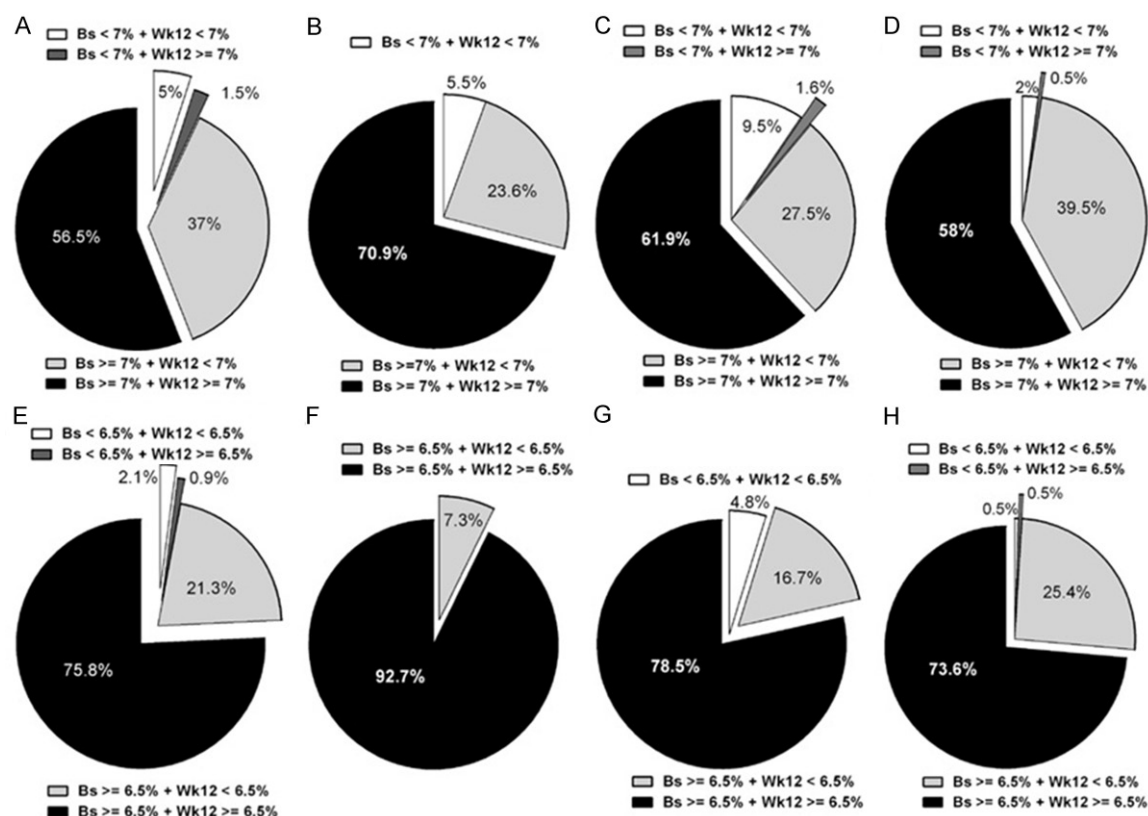 A
Bs < 7% + Wk12 < 7%
Bs < 7% + Wk12 >= 7%
5%
1.5%
37%
56.5%
Bs >= 7% + Wk12 < 7%
Bs >= 7% + Wk12 >= 7%
B
Bs < 7% + Wk12 < 7%
5.5%
23.6%
70.9%
Bs >=7% + Wk12 < 7%
Bs >= 7% + Wk12 >= 7%
C
Bs < 7% + Wk12 < 7%
Bs < 7% + Wk12 >= 7%
1.6%
9.5%
27.5%
61.9%
Bs >= 7% + Wk12 < 7%
Bs >= 7% + Wk12 >= 7%
D
Bs < 7% + Wk12 < 7%
Bs < 7% + Wk12 >= 7%
2%
0.5%
39.5%
58%
Bs >= 7% + Wk12 < 7%
Bs >= 7% + Wk12 >= 7%
E
Bs < 6.5% + Wk12 < 6.5%
Bs < 6.5% + Wk12 >= 6.5%
2.1%
0.9%
21.3%
75.8%
Bs >= 6.5% + Wk12 < 6.5%
Bs >= 6.5% + Wk12 >= 6.5%
F
Bs >= 6.5% + Wk12 < 6.5%
Bs >= 6.5% + Wk12 >= 6.5%
7.3%
92.7%
G
Bs < 6.5% + Wk12 < 6.5%
4.8%
16.7%
78.5%
Bs >= 6.5% + Wk12 < 6.5%
Bs >= 6.5% + Wk12 >= 6.5%
H
Bs < 6.5% + Wk12 < 6.5%
Bs < 6.5% + Wk12 >= 6.5%
0.5%
0.5%
25.4%
73.6%
Bs >= 6.5% + Wk12 < 6.5%
Bs >= 6.5% + Wk12 >= 6.5%